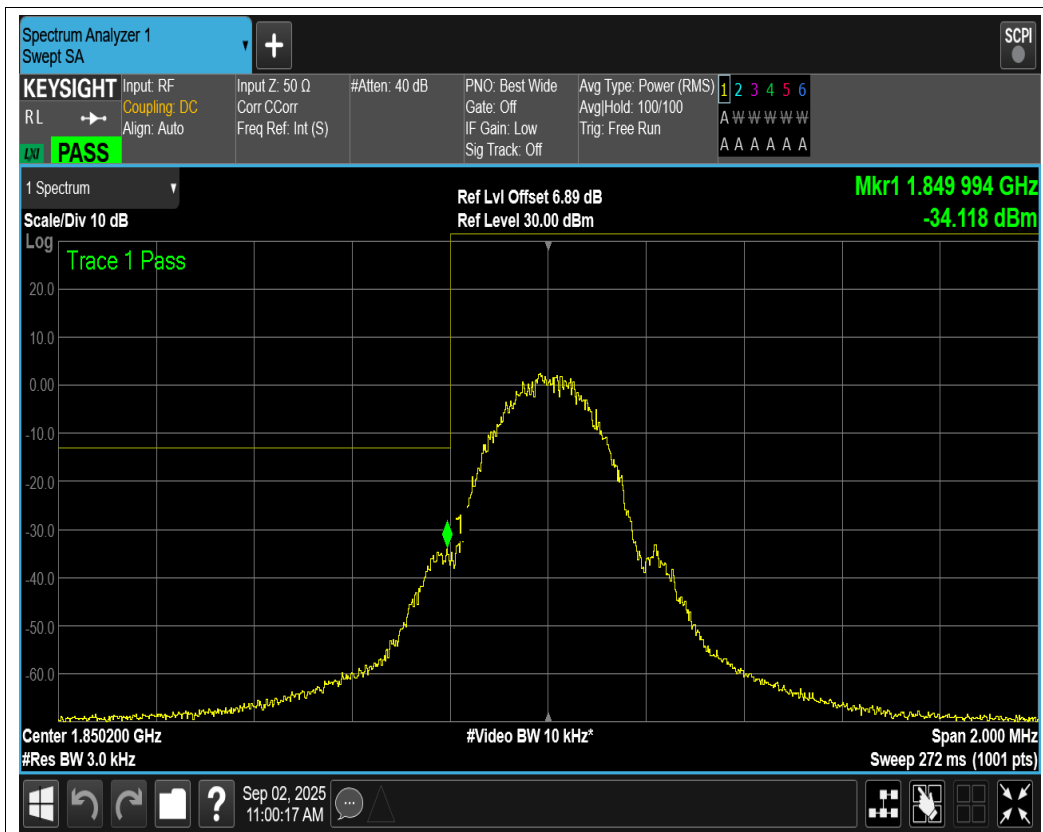 Spectrum Analyzer 1
Swept SA
+
SCPI
KEYSIGHT
RL
LXI PASS
Input: RF
Coupling: DC
Align: Auto
Input Z: 50 Ω
Corr CCorr
Freq Ref: Int (S)
#Atten: 40 dB
PNO: Best Wide
Gate: Off
IF Gain: Low
Sig Track: Off
Avg Type: Power (RMS)
Avg|Hold: 100/100
Trig: Free Run
1 2 3 4 5 6
A W W W W W
A A A A A A
1 Spectrum
Scale/Div 10 dB
Ref Lvl Offset 6.89 dB
Ref Level 30.00 dBm
Mkr1 1.849 994 GHz
-34.118 dBm
Log
Trace 1 Pass
20.0
10.0
0.00
-10.0
-20.0
-30.0
-40.0
-50.0
-60.0
1
Center 1.850200 GHz
#Res BW 3.0 kHz
#Video BW 10 kHz*
Span 2.000 MHz
Sweep 272 ms (1001 pts)
?
Sep 02, 2025
11:00:17 AM